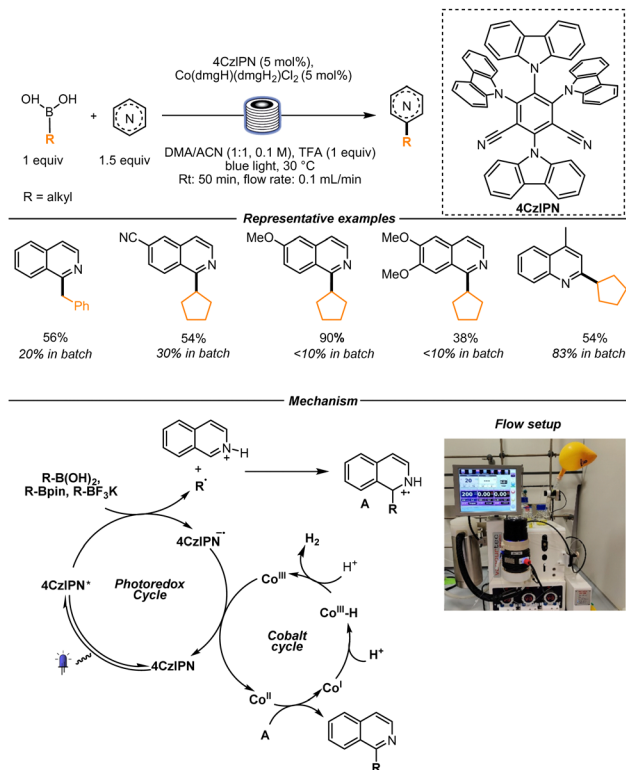 4CzIPN (5 mol%),
Co(dmgH)(dmgH₂)Cl₂ (5 mol%)
OH OH
B
R
+
N
N
R
1 equiv
1.5 equiv
DMA/ACN (1:1, 0.1 M), TFA (1 equiv)
blue light, 30 °C
Rt: 50 min, flow rate: 0.1 mL/min
R = alkyl
N
N
N
NC
CN
N
4CzIPN
Representative examples
N
Ph
NC
N
MeO
N
MeO
MeO
N
N
56%
54%
90%
38%
54%
20% in batch
30% in batch
<10% in batch
<10% in batch
83% in batch
Mechanism
Flow setup
N-H
+
+
R·
R-B(OH)₂,
R-Bpin, R-BF₃K
NH
+·
A
R
4CzIPN−·
H₂
H⁺
Coᴵᴵᴵ
4CzIPN*
Photoredox
Cycle
Coᴵᴵᴵ-H
Cobalt
cycle
H⁺
4CzIPN
Coᴵᴵ
Coᴵ
A
N
R